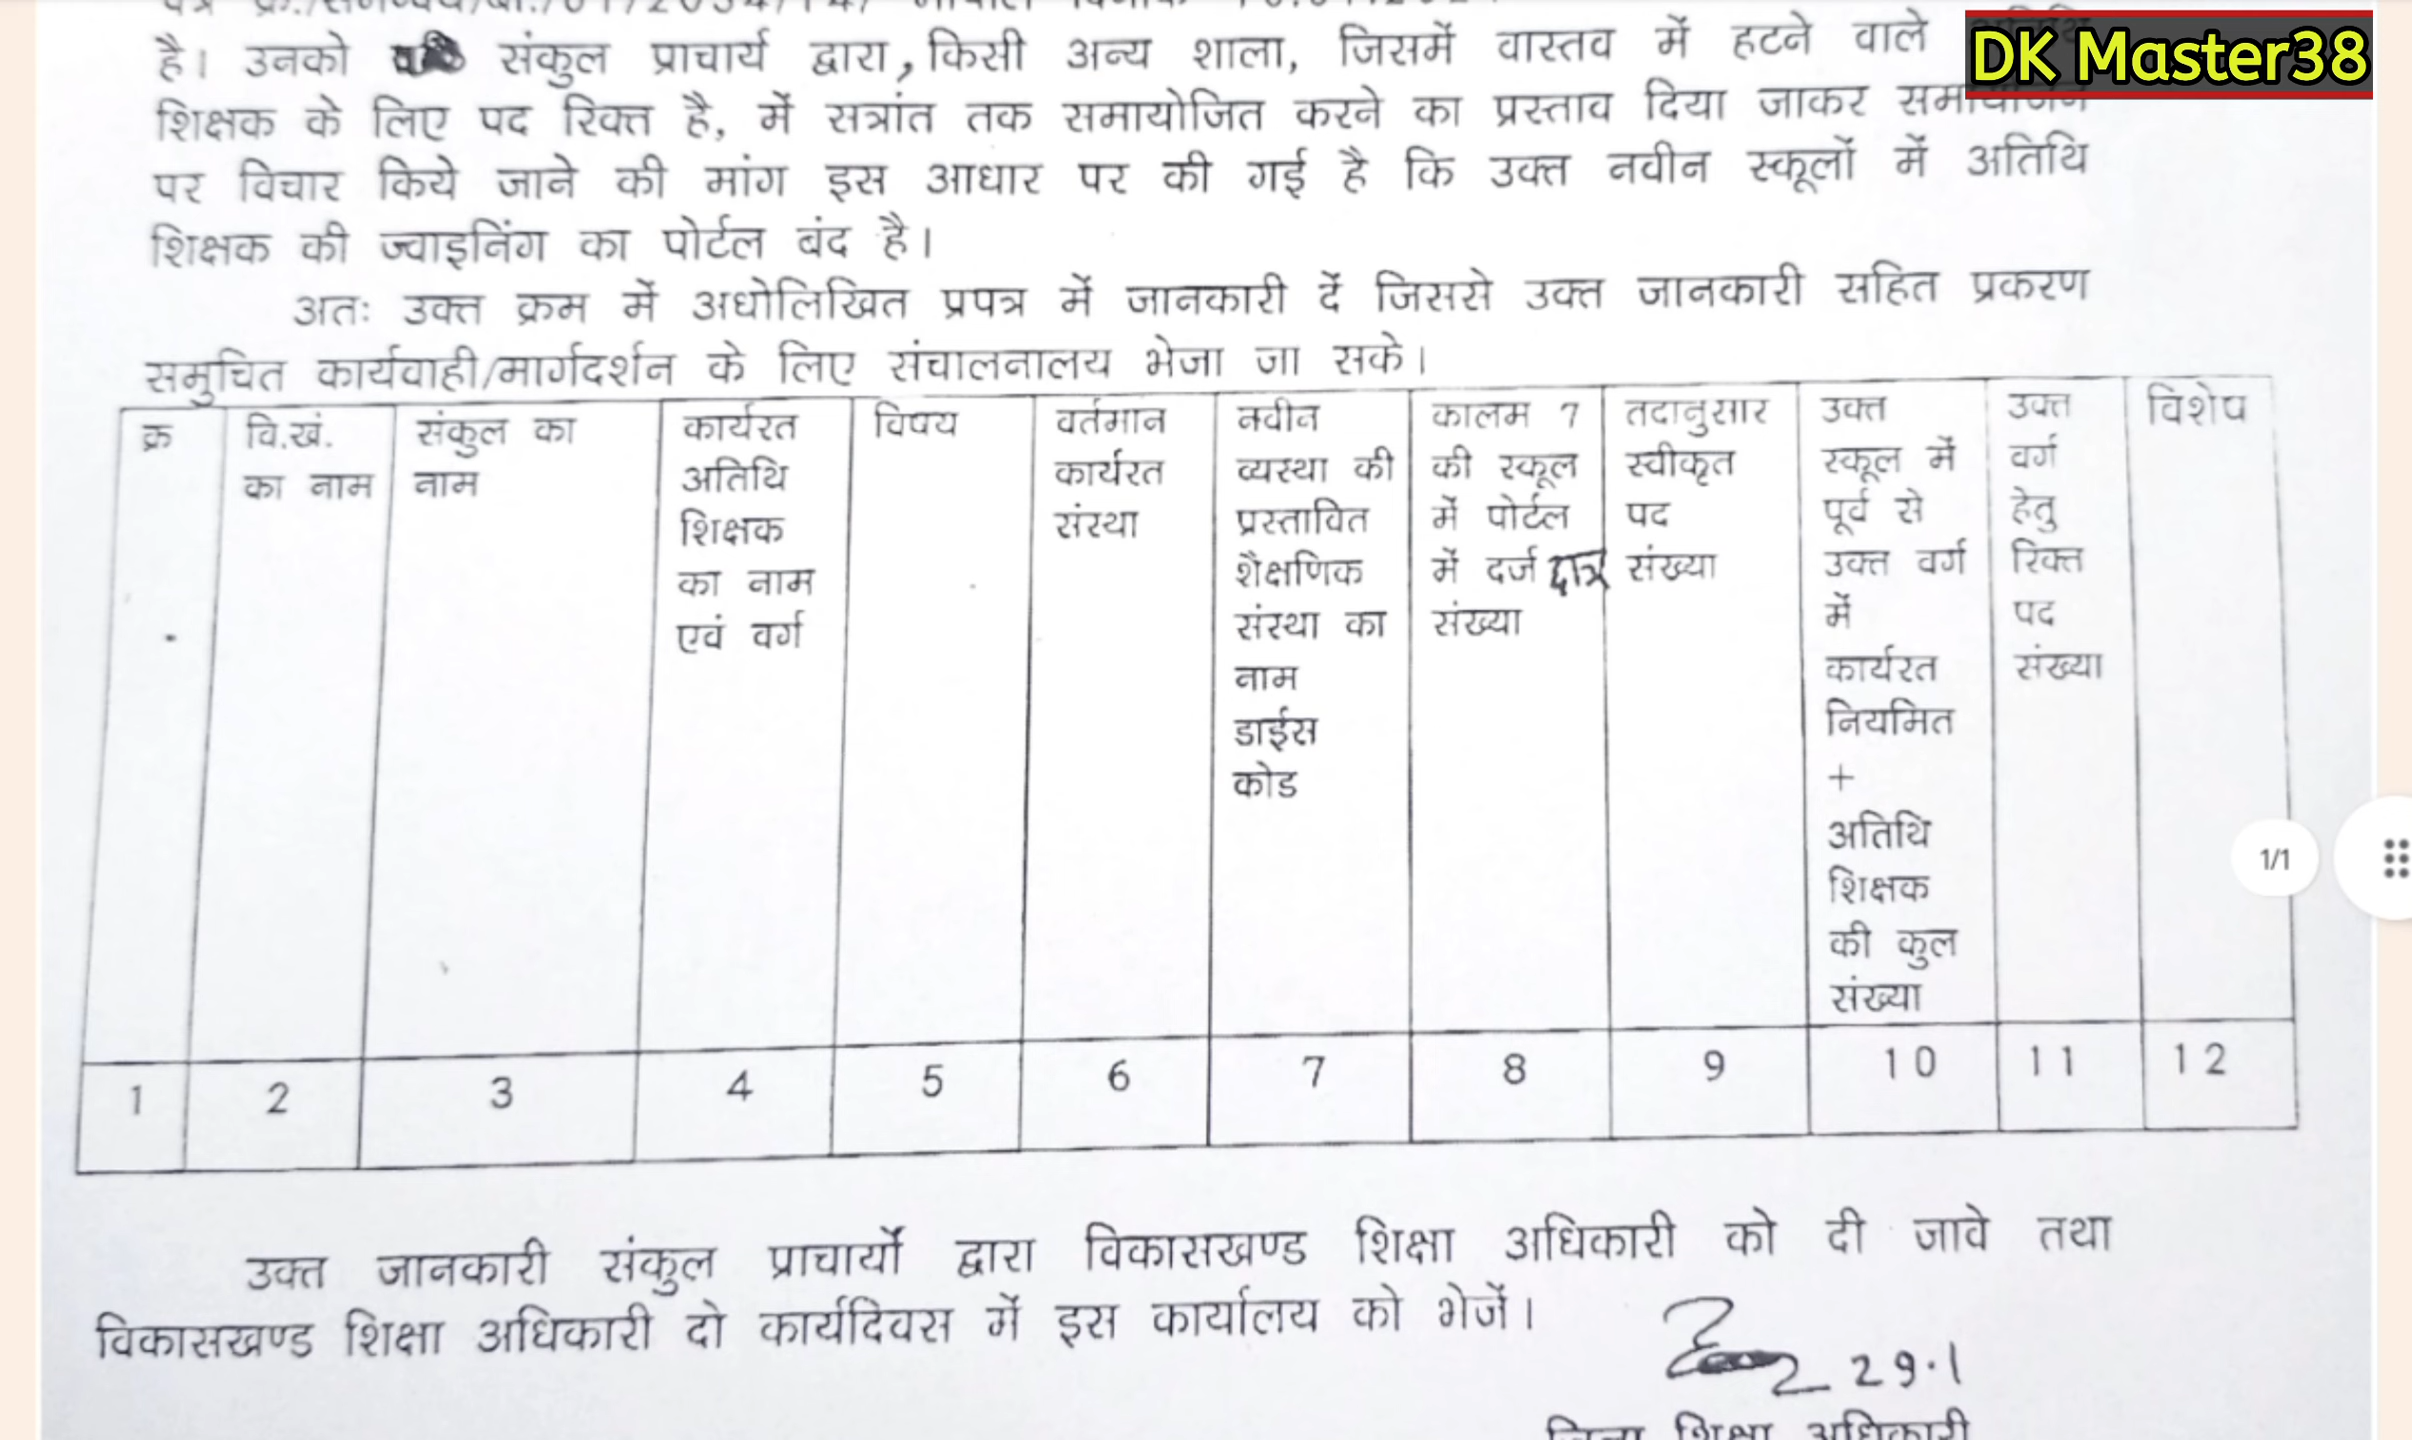 DK Master38
है। उनको संकुल प्राचार्य द्वारा, किसी अन्य शाला, जिसमें वास्तव में हटने वाले
शिक्षक के लिए पद रिक्त है, में सत्रांत तक समायोजित करने का प्रस्ताव दिया जाकर समायोजन
पर विचार किये जाने की मांग इस आधार पर की गई है कि उक्त नवीन स्कूलों में अतिथि
शिक्षक की ज्वाइनिंग का पोर्टल बंद है।
अतः उक्त क्रम में अधोलिखित प्रपत्र में जानकारी दें जिससे उक्त जानकारी सहित प्रकरण
समुचित कार्यवाही/मार्गदर्शन के लिए संचालनालय भेजा जा सके।
क्र
वि.खं.
का नाम
संकुल का
नाम
कार्यरत
अतिथि
शिक्षक
का नाम
एवं वर्ग
विषय
वर्तमान
कार्यरत
संस्था
नवीन
व्यस्था की
प्रस्तावित
शैक्षणिक
संस्था का
नाम
डाईस
कोड
कालम 7
की स्कूल
में पोर्टल
में दर्ज छात्र
संख्या
तदानुसार
स्वीकृत
पद
संख्या
उक्त
स्कूल में
पूर्व से
उक्त वर्ग
में
कार्यरत
नियमित
+
अतिथि
शिक्षक
की कुल
संख्या
उक्त
वर्ग
हेतु
रिक्त
पद
संख्या
विशेष
1 2 3 4 5 6 7 8 9 10 11 12
1/1
उक्त जानकारी संकुल प्राचार्यो द्वारा विकासखण्ड शिक्षा अधिकारी को दी जावे तथा
विकासखण्ड शिक्षा अधिकारी दो कार्यदिवस में इस कार्यालय को भेजें।
29.1
जिला शिक्षा अधिकारी